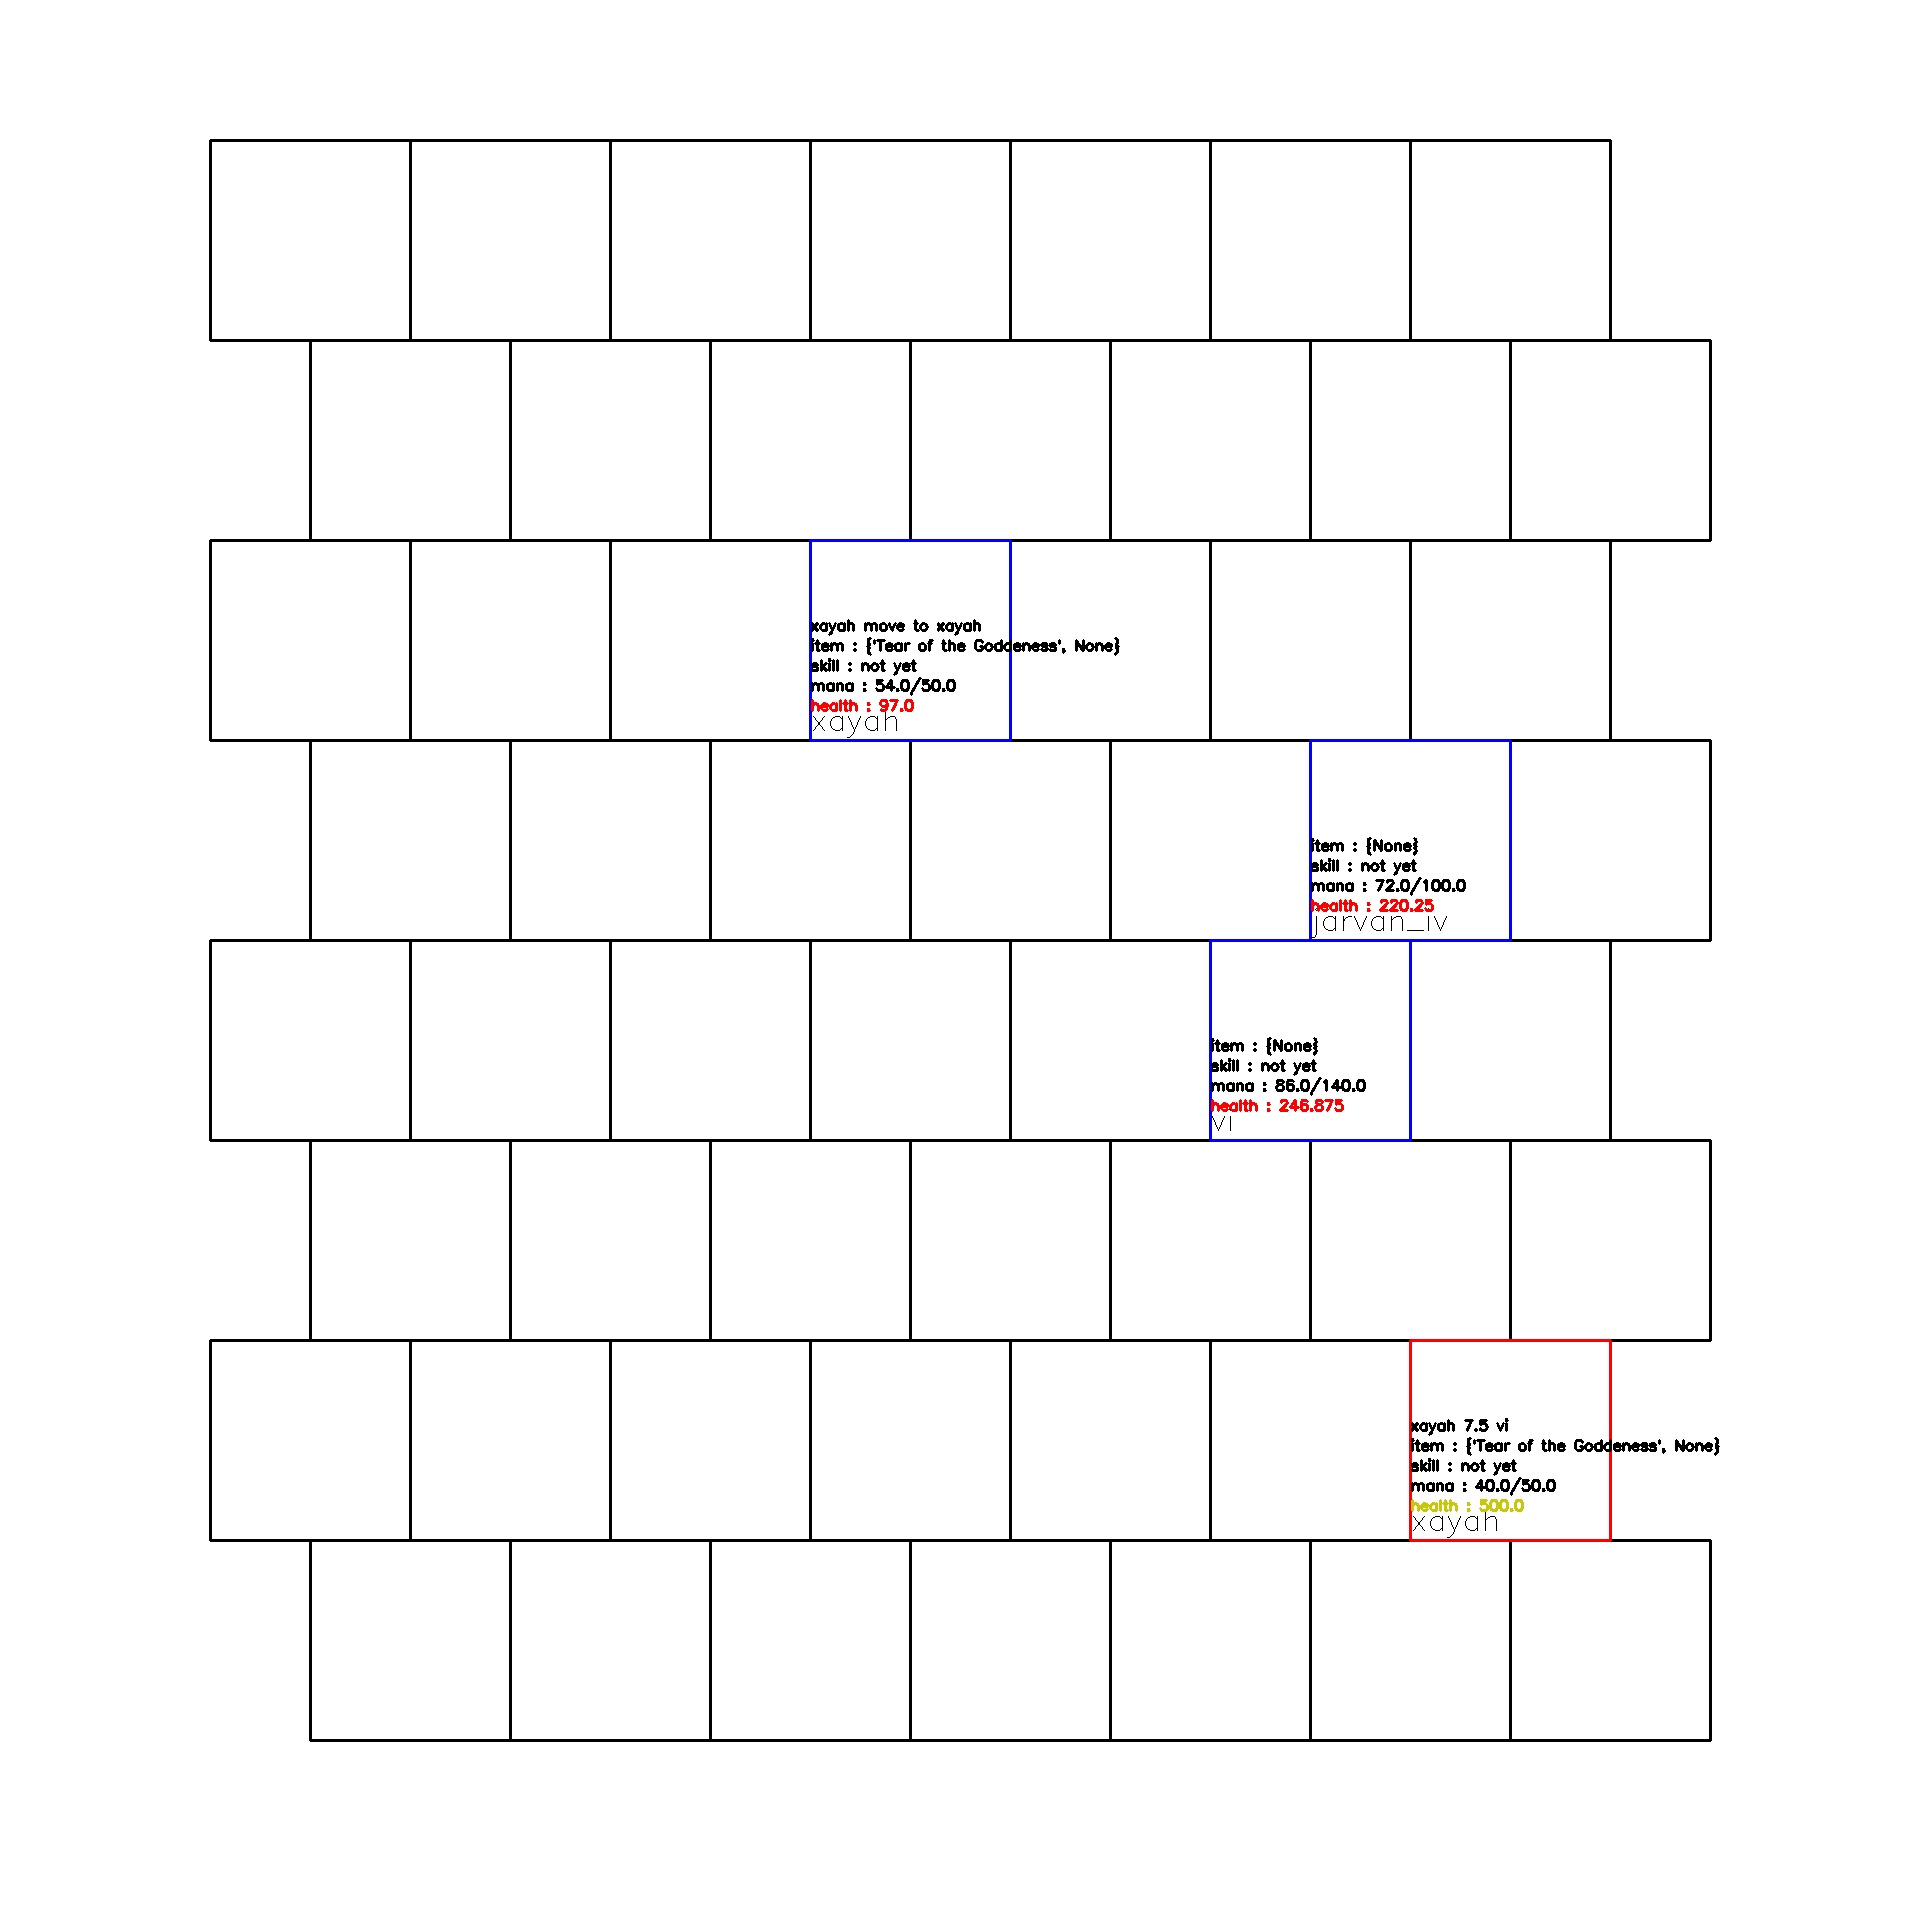 xayah move to xayah
item : {'Tear of the Goddeness', None}
skill : not yet
mana : 54.0/50.0
health : 97.0
xayah
item : {None}
skill : not yet
mana : 72.0/100.0
health : 220.25
jarvan_iv
item : {None}
skill : not yet
mana : 86.0/140.0
health : 246.875
vi
xayah 7.5 vi
item : {'Tear of the Goddeness', None}
skill : not yet
mana : 40.0/50.0
health : 500.0
xayah